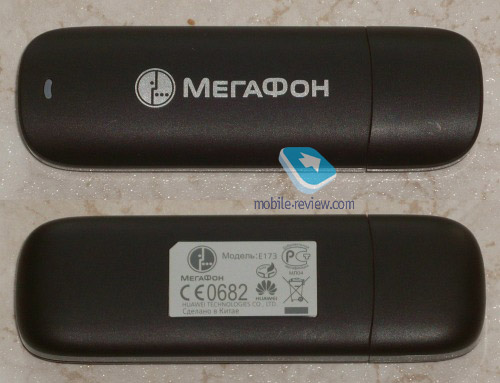 МЕГАФОН
mobile-review.com
Модель: E173
МЕГАФОН
CE0682
HUAWEI
HUAWEI TECHNOLOGIES CO., LTD.
Сделано в Китае